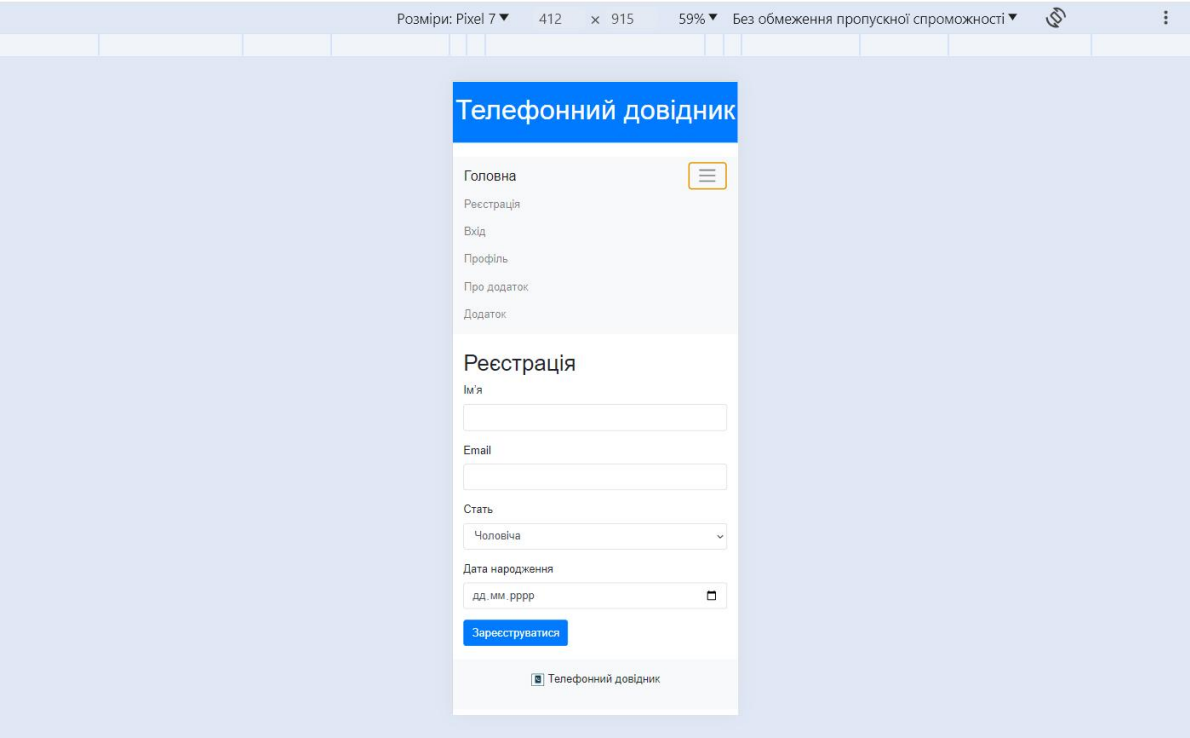 Розміри: Pixel 7 412 × 915 59% Без обмеження пропускної спроможності
Телефонний довідник
Головна
Реєстрація
Вхід
Профіль
Про додаток
Додаток
Реєстрація
Ім'я
Email
Стать
Чоловіча
Дата народження
дд.мм.рррр
Зареєструватися
Телефонний довідник